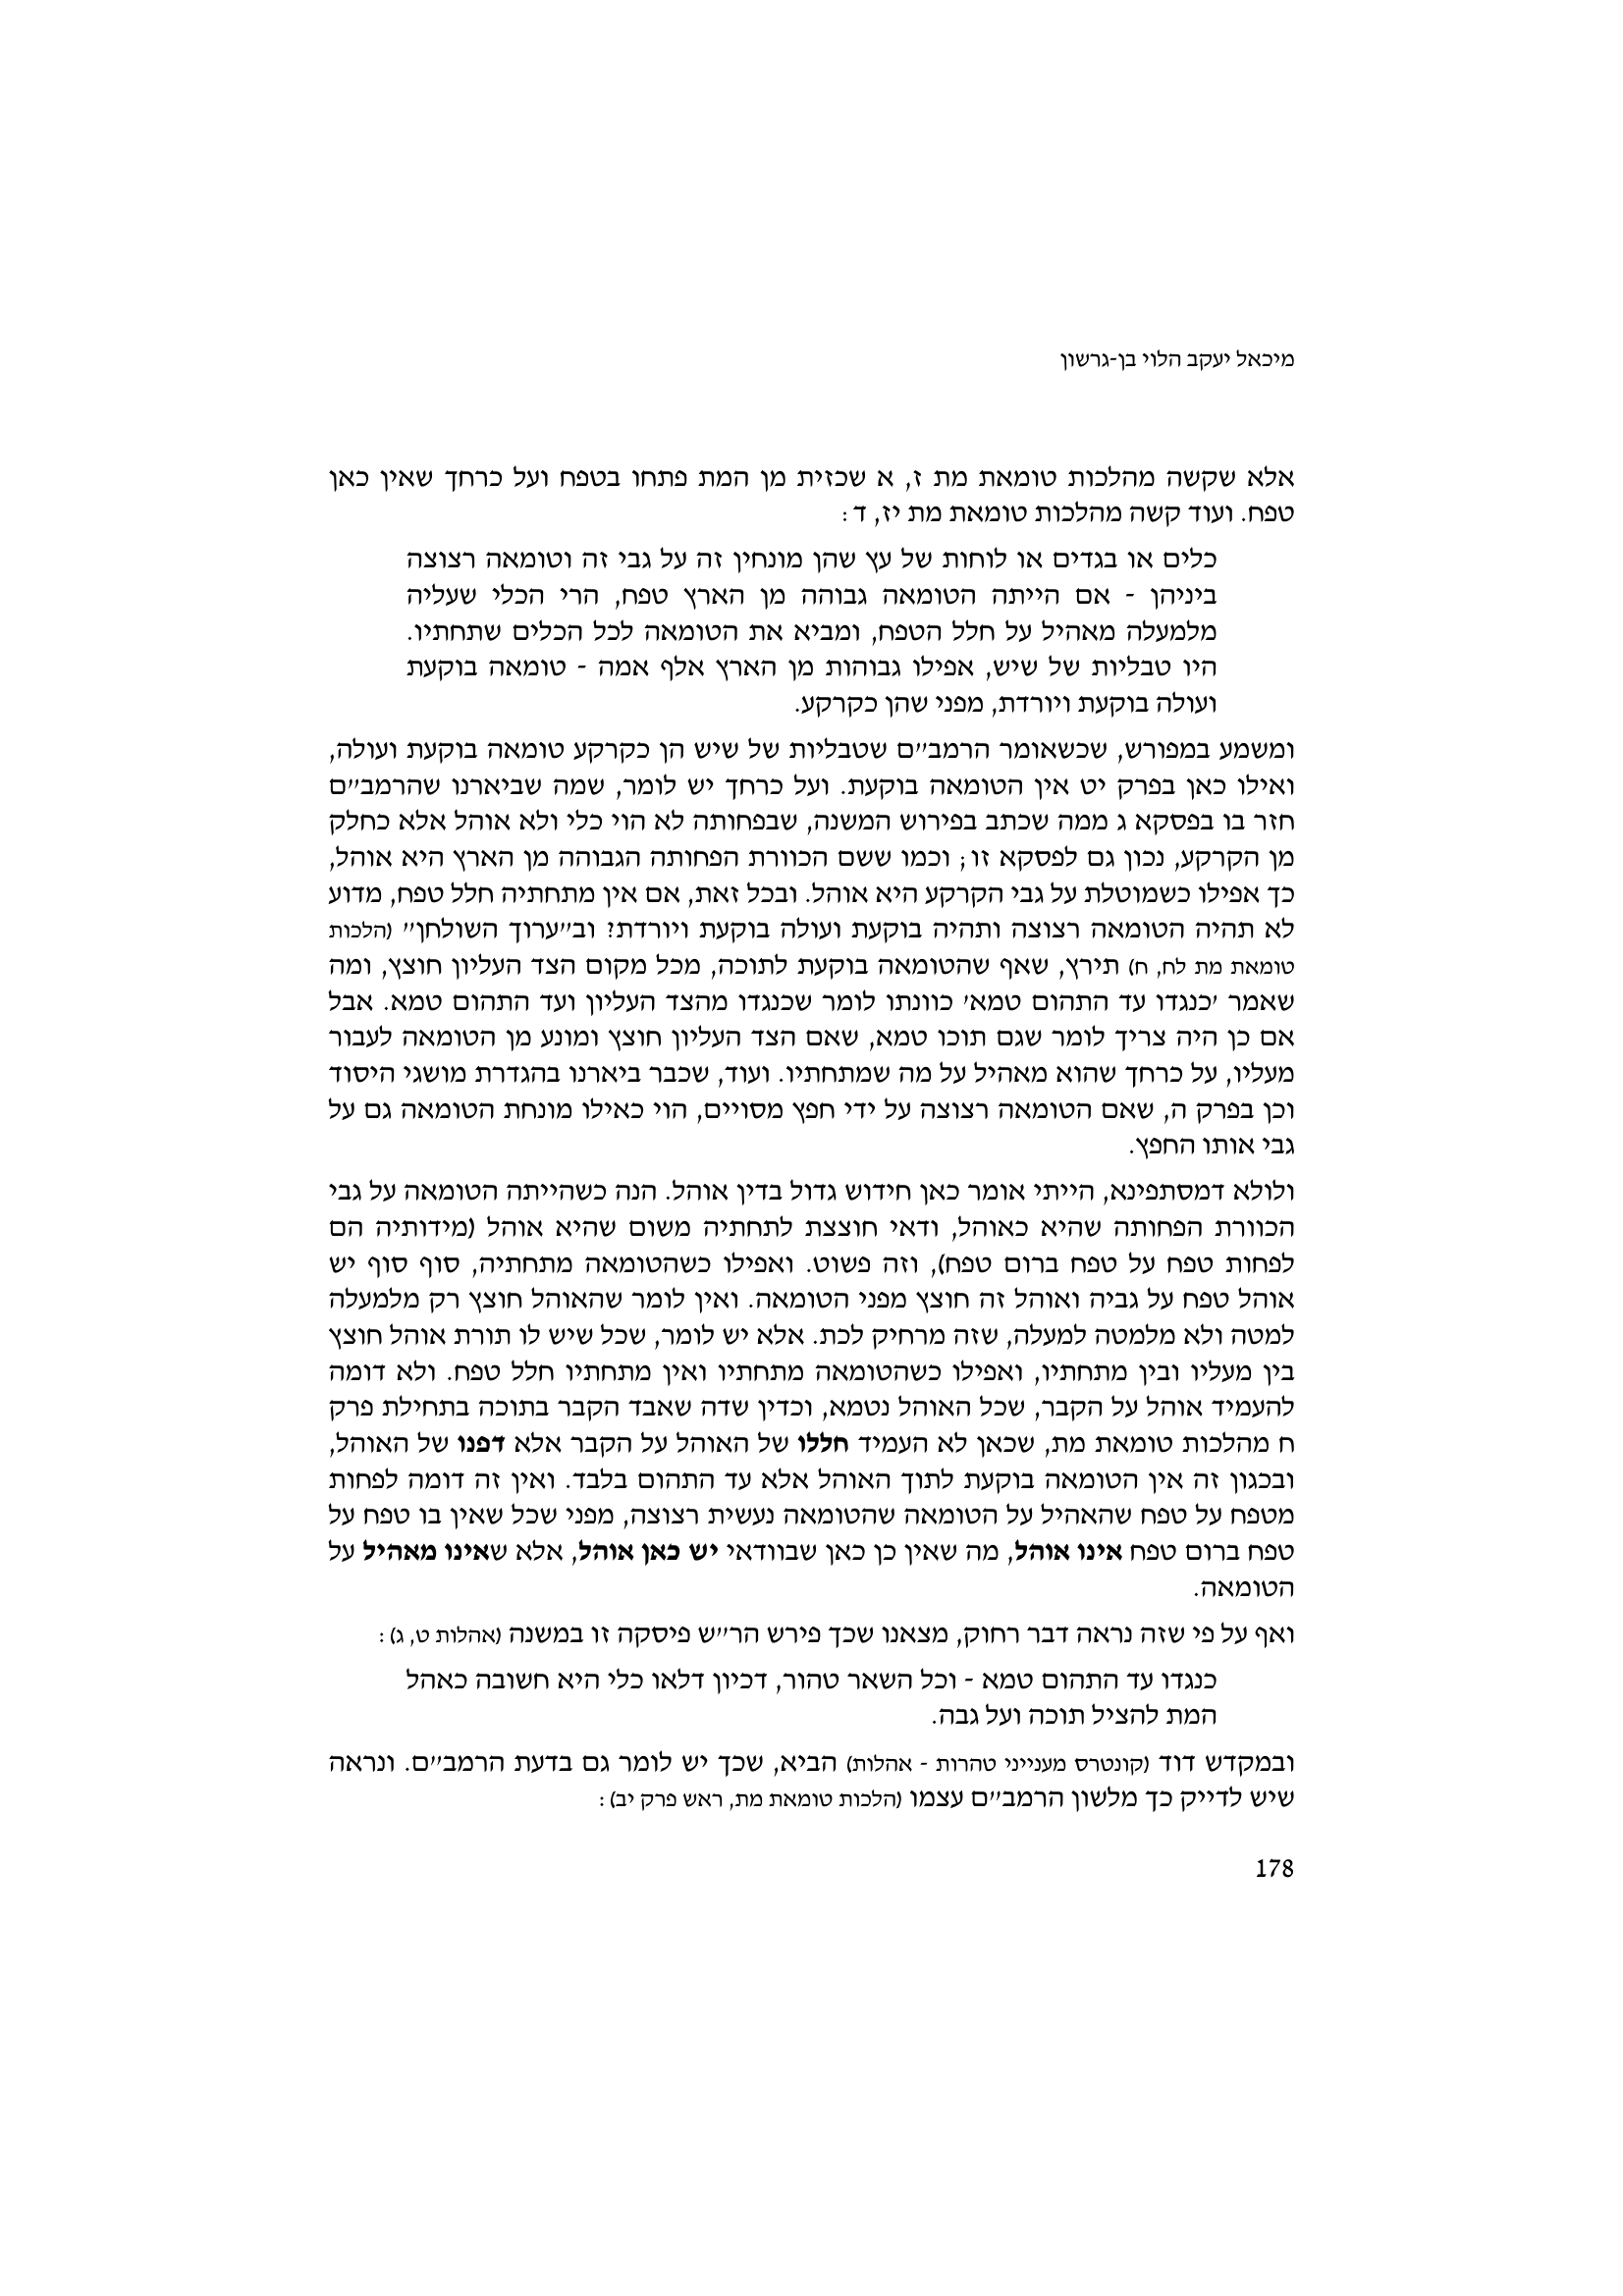 מיכאל יעקב הלוי בן-גרשון
אלא שקשה מהלכות טומאת מת ז, א שכזית מן המת פתחו בטפח ועל כרחך שאין כאן
טפח. ועוד קשה מהלכות טומאת מת יז, ד:
כלים או בגדים או לוחות של עץ שהן מונחין זה על גבי זה וטומאה רצוצה
ביניהן - אם הייתה הטומאה גבוהה מן הארץ טפח, הרי הכלי שעליה
מלמעלה מאהיל על חלל הטפח, ומביא את הטומאה לכל הכלים שתחתיו.
היו טבליות של שיש, אפילו גבוהות מן הארץ אלף אמה - טומאה בוקעת
ועולה בוקעת ויורדת, מפני שהן כקרקע.
ומשמע במפורש, שכשאומר הרמב״ם שטבליות של שיש הן כקרקע טומאה בוקעת ועולה,
ואילו כאן בפרק יט אין הטומאה בוקעת. ועל כרחך יש לומר, שמה שביארנו שהרמב״ם
חזר בו בפסקא ג ממה שכתב בפירוש המשנה, שבפחותה לא הוי כלי ולא אוהל אלא כחלק
מן הקרקע, נכון גם לפסקא זו; וכמו ששם הכוורת הפחותה הגבוהה מן הארץ היא אוהל,
כך אפילו כשמוטלת על גבי הקרקע היא אוהל. ובכל זאת, אם אין מתחתיה חלל טפח, מדוע
לא תהיה הטומאה רצוצה ותהיה בוקעת ועולה בוקעת ויורדת? וב״ערוך השולחן״ (הלכות
טומאת מת לח, ח) תירץ, שאף שהטומאה בוקעת לתוכה, מכל מקום הצד העליון חוצץ, ומה
שאמר ׳כנגדו עד התהום טמא׳ כוונתו לומר שכנגדו מהצד העליון ועד התהום טמא. אבל
אם כן היה צריך לומר שגם תוכו טמא, שאם הצד העליון חוצץ ומונע מן הטומאה לעבור
מעליו, על כרחך שהוא מאהיל על מה שמתחתיו. ועוד, שכבר ביארנו בהגדרת מושגי היסוד
וכן בפרק ה, שאם הטומאה רצוצה על ידי חפץ מסויים, הוי כאילו מונחת הטומאה גם על
גבי אותו החפץ.
ולולא דמסתפינא, הייתי אומר כאן חידוש גדול בדין אוהל. הנה כשהייתה הטומאה על גבי
הכוורת הפחותה שהיא כאוהל, ודאי חוצצת לתחתיה משום שהיא אוהל (מידותיה הם
לפחות טפח על טפח ברום טפח), וזה פשוט. ואפילו כשהטומאה מתחתיה, סוף סוף יש
אוהל טפח על גביה ואוהל זה חוצץ מפני הטומאה. ואין לומר שהאוהל חוצץ רק מלמעלה
למטה ולא מלמטה למעלה, שזה מרחיק לכת. אלא יש לומר, שכל שיש לו תורת אוהל חוצץ
בין מעליו ובין מתחתיו, ואפילו כשהטומאה מתחתיו ואין מתחתיו חלל טפח. ולא דומה
להעמיד אוהל על הקבר, שכל האוהל נטמא, וכדין שדה שאבד הקבר בתוכה בתחילת פרק
ח מהלכות טומאת מת, שכאן לא העמיד חללו של האוהל על הקבר אלא דפנו של האוהל,
ובכגון זה אין הטומאה בוקעת לתוך האוהל אלא עד התהום בלבד. ואין זה דומה לפחות
מטפח על טפח שהאהיל על הטומאה שהטומאה נעשית רצוצה, מפני שכל שאין בו טפח על
טפח ברום טפח אינו אוהל, מה שאין כן כאן שבוודאי יש כאן אוהל, אלא שאינו מאהיל על
הטומאה.
ואף על פי שזה נראה דבר רחוק, מצאנו שכך פירש הר״ש פיסקה זו במשנה (אהלות ט, ג):
כנגדו עד התהום טמא - וכל השאר טהור, דכיון דלאו כלי היא חשובה כאהל
המת להציל תוכה ועל גבה.
ובמקדש דוד (קונטרס מענייני טהרות - אהלות) הביא, שכך יש לומר גם בדעת הרמב״ם. ונראה
שיש לדייק כך מלשון הרמב״ם עצמו (הלכות טומאת מת, ראש פרק יב):
178